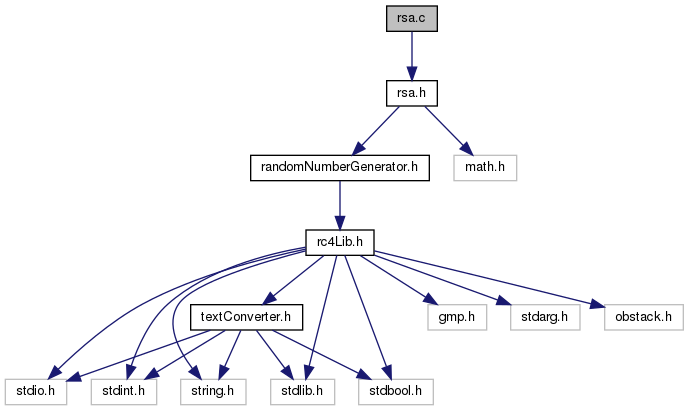 rsa.c
rsa.h
randomNumberGenerator.h
math.h
rc4Lib.h
textConverter.h
gmp.h
stdarg.h
obstack.h
stdio.h
stdint.h
string.h
stdlib.h
stdbool.h